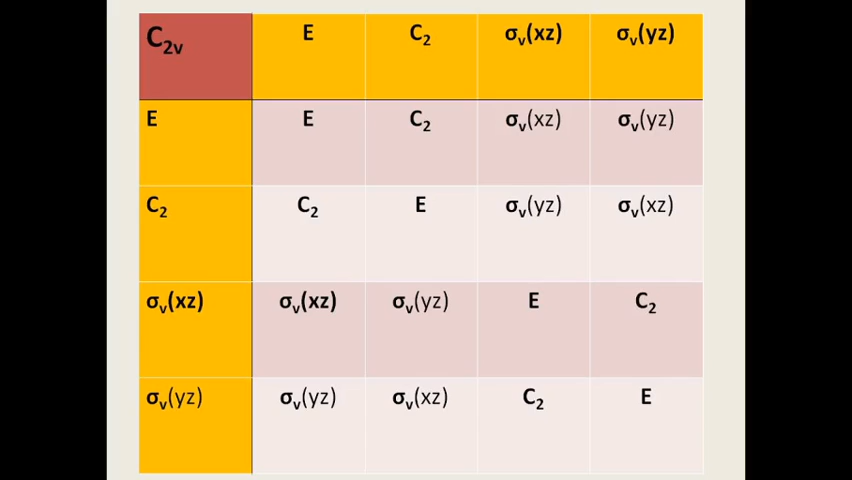 C2v E C2 σv(xz) σv(yz)
E E C2 σv(xz) σv(yz)
C2 C2 E σv(yz) σv(xz)
σv(xz) σv(xz) σv(yz) E C2
σv(yz) σv(yz) σv(xz) C2 E